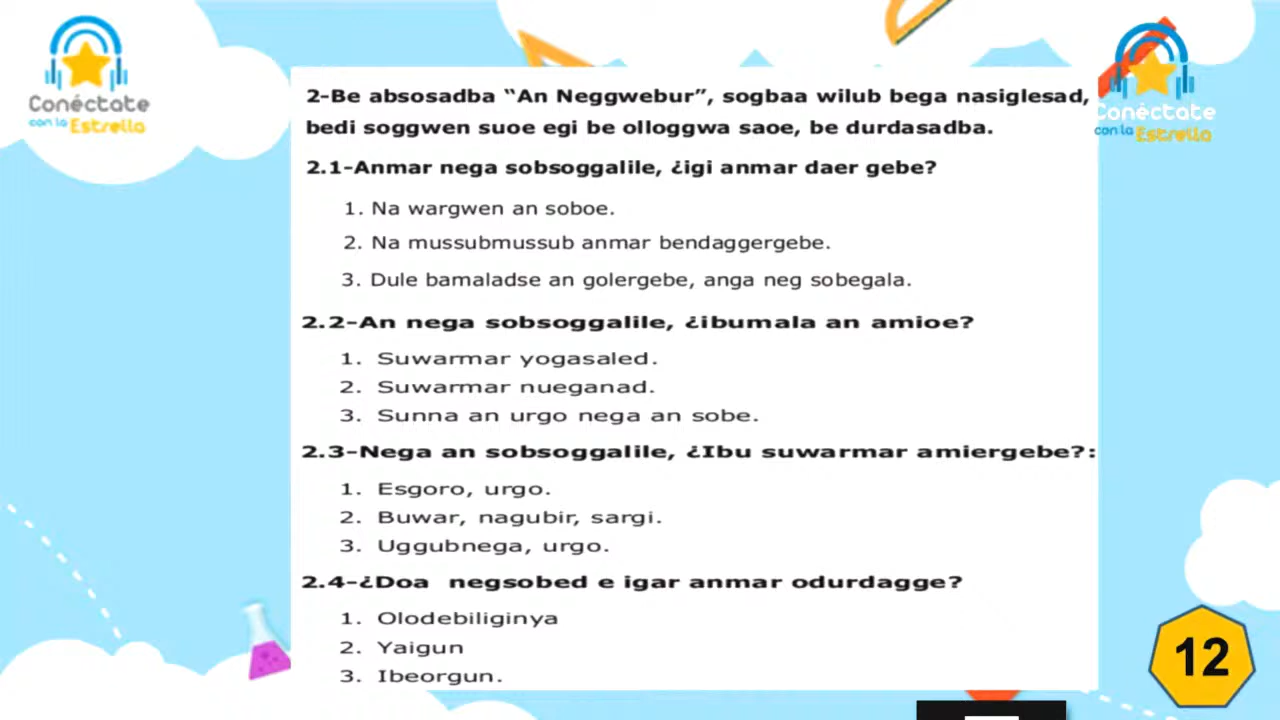 Conéctate
con la Estrella
Conéctate
con la Estrella
2-Be absosadba “An Neggwebur”, sogbaa wilub bega nasiglesad,
bedi soggwen suoe egi be olloggwa saoe, be durdasadba.
2.1-Anmar nega sobsoggalile, ¿igi anmar daer gebe?
1. Na wargwen an soboe.
2. Na mussubmussub anmar bendaggergebe.
3. Dule bamaladse an golergebe, anga neg sobegala.
2.2-An nega sobsoggalile, ¿ibumala an amioe?
1. Suwarmar yogasaled.
2. Suwarmar nueganad.
3. Sunna an urgo nega an sobe.
2.3-Nega an sobsoggalile, ¿Ibu suwarmar amiergebe?:
1. Esgoro, urgo.
2. Buwar, nagubir, sargi.
3. Uggubnega, urgo.
2.4-¿Doa negsobed e igar anmar odurdagge?
1. Olodebiliginya
2. Yaigun
3. Ibeorgun.
12